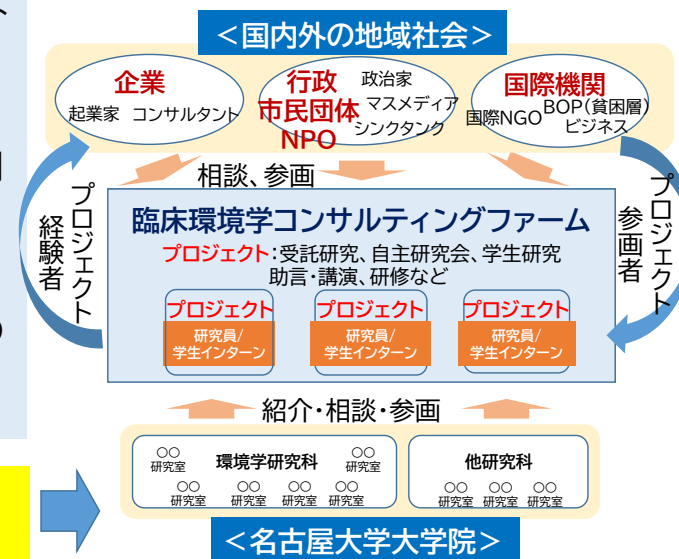 ＜国内外の地域社会＞
企業
起業家 コンサルタント
行政
市民団体
NPO
政治家
マスメディア
シンクタンク
国際機関
国際NGO
BOP(貧困層)
ビジネス
相談、参画
プロジェクト
経験者
プロジェクト
参画者
臨床環境学コンサルティングファーム
プロジェクト:受託研究、自主研究会、学生研究
助言・講演、研修など
プロジェクト
研究員/
学生インターン
プロジェクト
研究員/
学生インターン
プロジェクト
研究員/
学生インターン
紹介・相談・参画
環境学研究科
○○
研究室
○○
研究室
○○
研究室
○○
研究室
○○
研究室
○○
研究室
他研究科
○○
研究室
○○
研究室
○○
研究室
＜名古屋大学大学院＞